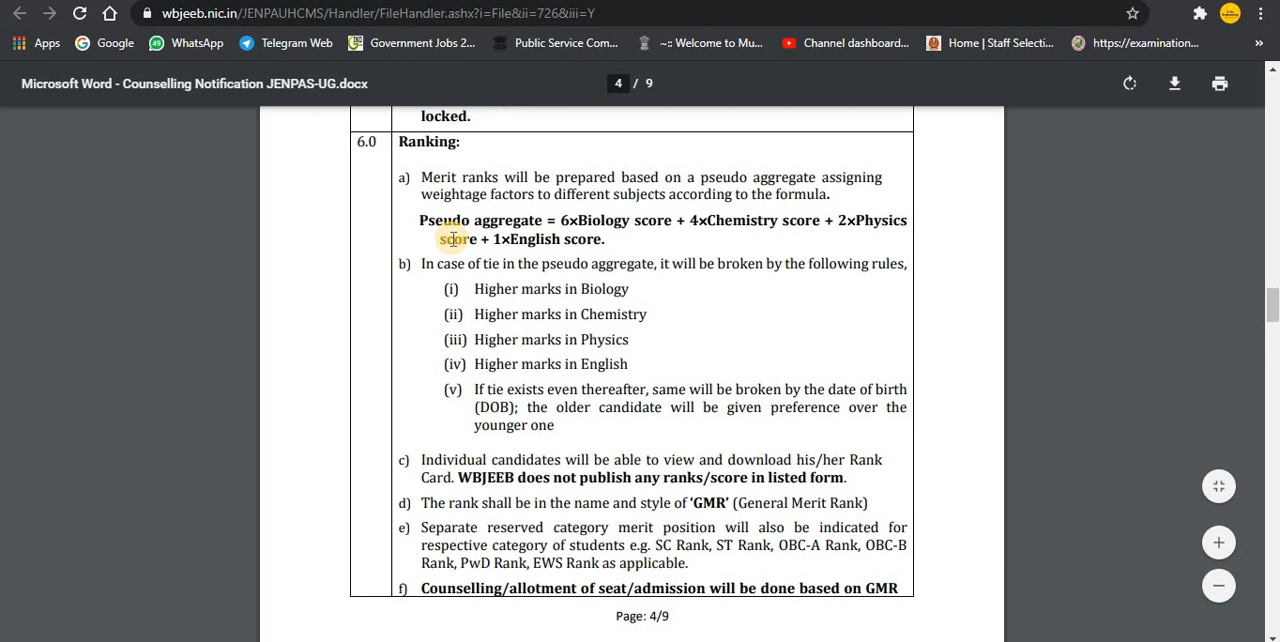 wbjeeb.nic.in/JENPAUHCMS/Handler/FileHandler.ashx?i=File&ii=726&iii=Y
Apps Google WhatsApp Telegram Web Government Jobs 2... Public Service Com... ~:: Welcome to Mu... Channel dashboard... Home | Staff Selecti... https://examination... »
Microsoft Word - Counselling Notification JENPAS-UG.docx 4 / 9
locked.
6.0 Ranking:
a) Merit ranks will be prepared based on a pseudo aggregate assigning
weightage factors to different subjects according to the formula.
Pseudo aggregate = 6×Biology score + 4×Chemistry score + 2×Physics
score + 1×English score.
b) In case of tie in the pseudo aggregate, it will be broken by the following rules,
(i) Higher marks in Biology
(ii) Higher marks in Chemistry
(iii) Higher marks in Physics
(iv) Higher marks in English
(v) If tie exists even thereafter, same will be broken by the date of birth
(DOB); the older candidate will be given preference over the
younger one
c) Individual candidates will be able to view and download his/her Rank
Card. WBJEEB does not publish any ranks/score in listed form.
d) The rank shall be in the name and style of ‘GMR’ (General Merit Rank)
e) Separate reserved category merit position will also be indicated for
respective category of students e.g. SC Rank, ST Rank, OBC-A Rank, OBC-B
Rank, PwD Rank, EWS Rank as applicable.
f) Counselling/allotment of seat/admission will be done based on GMR
Page: 4/9